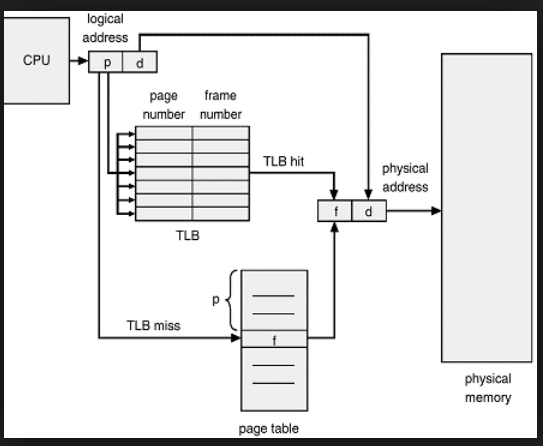 logical
address
CPU
p
d
page
number
frame
number
TLB hit
physical
address
f
d
TLB
p
TLB miss
f
physical
memory
page table